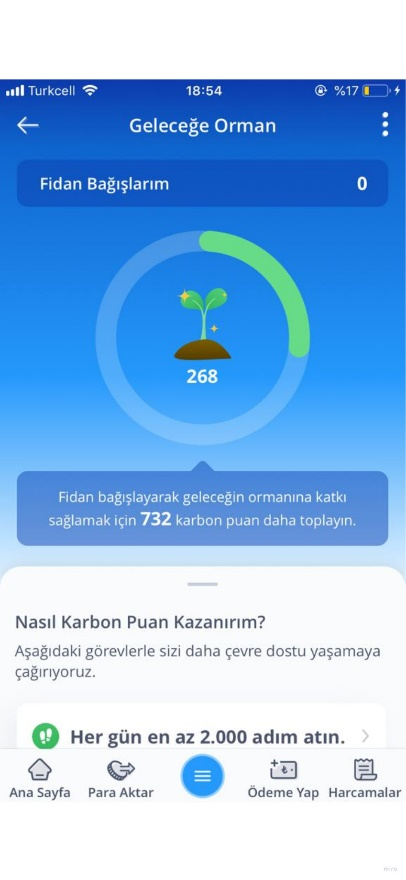 Turkcell 18:54 %17
Geleceğe Orman
Fidan Bağışlarım 0
268
Fidan bağışlayarak geleceğin ormanına katkı
sağlamak için 732 karbon puan daha toplayın.
Nasıl Karbon Puan Kazanırım?
Aşağıdaki görevlerle sizi daha çevre dostu yaşamaya
çağırıyoruz.
Her gün en az 2.000 adım atın.
Ana Sayfa Para Aktar Ödeme Yap Harcamalar